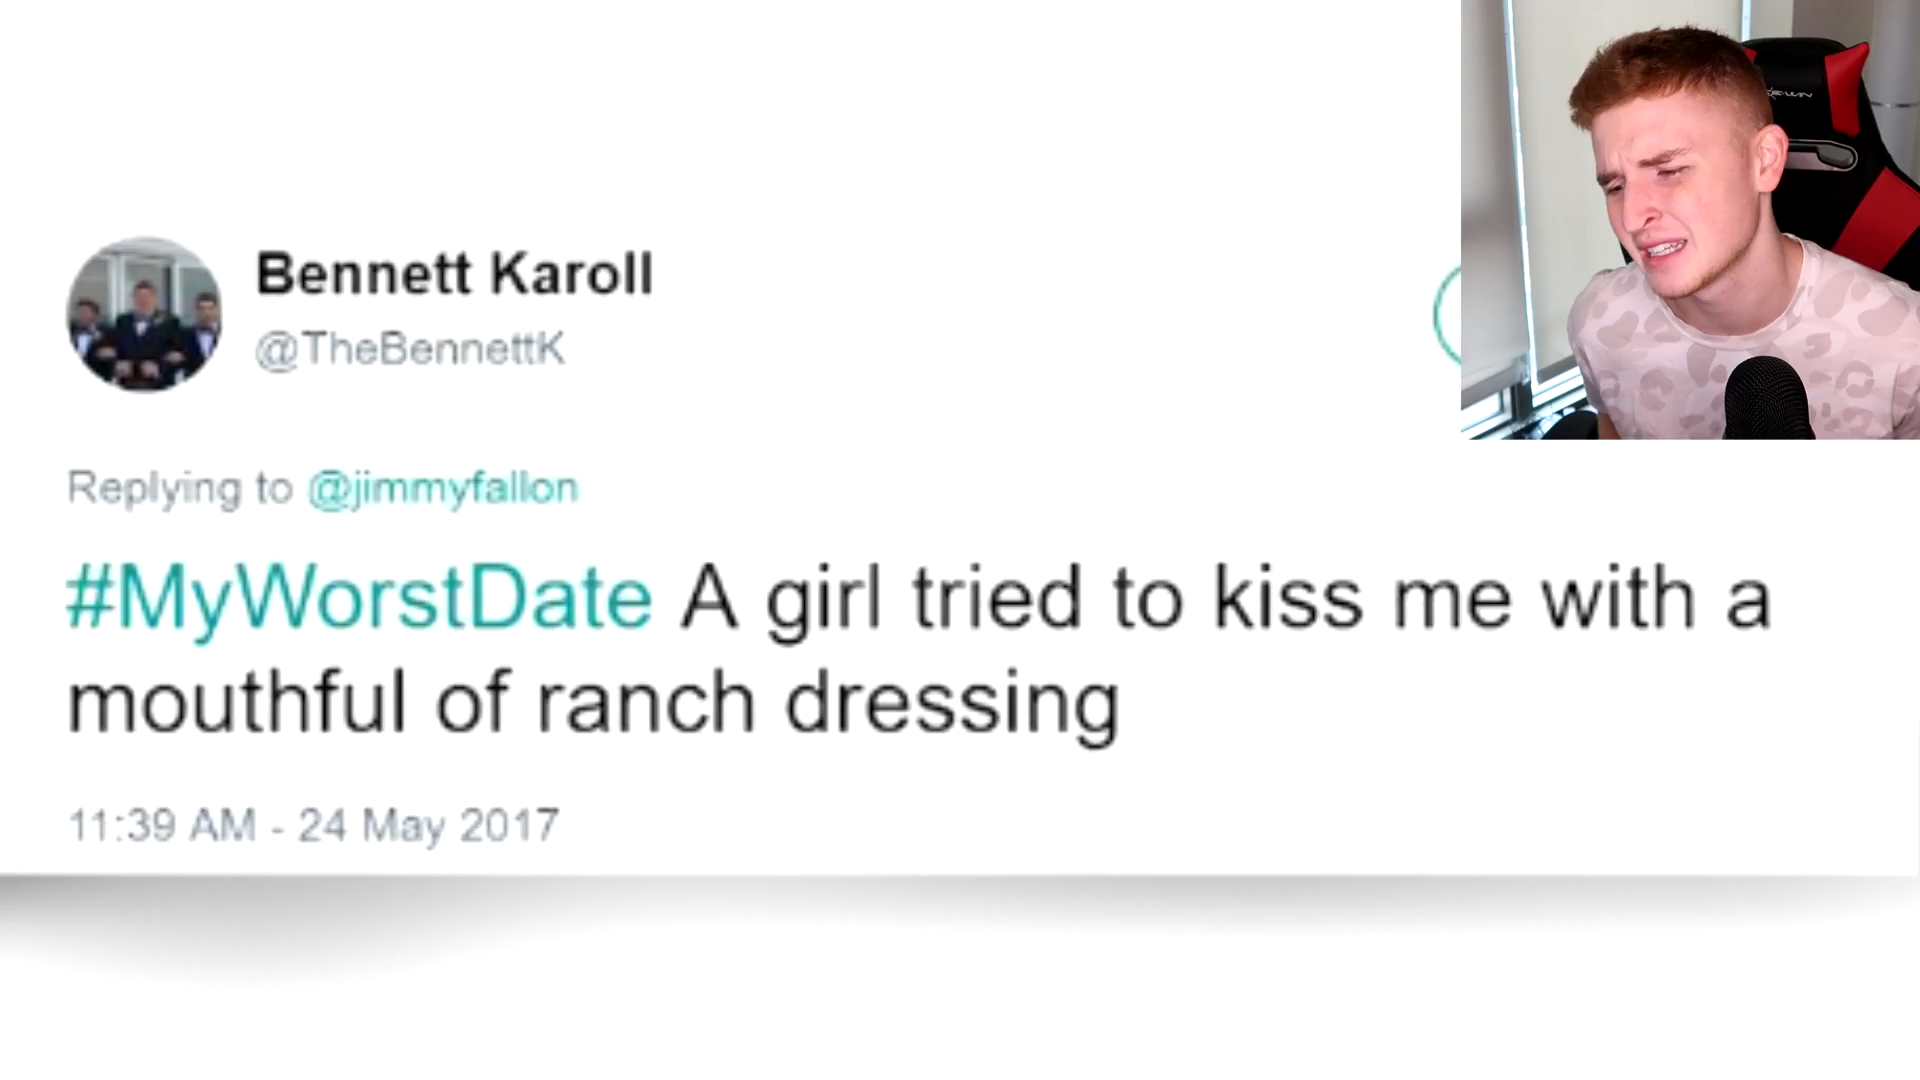 Bennett Karoll
@TheBennettK
Replying to @jimmyfallon
#MyWorstDate A girl tried to kiss me with a
mouthful of ranch dressing
11:39 AM - 24 May 2017